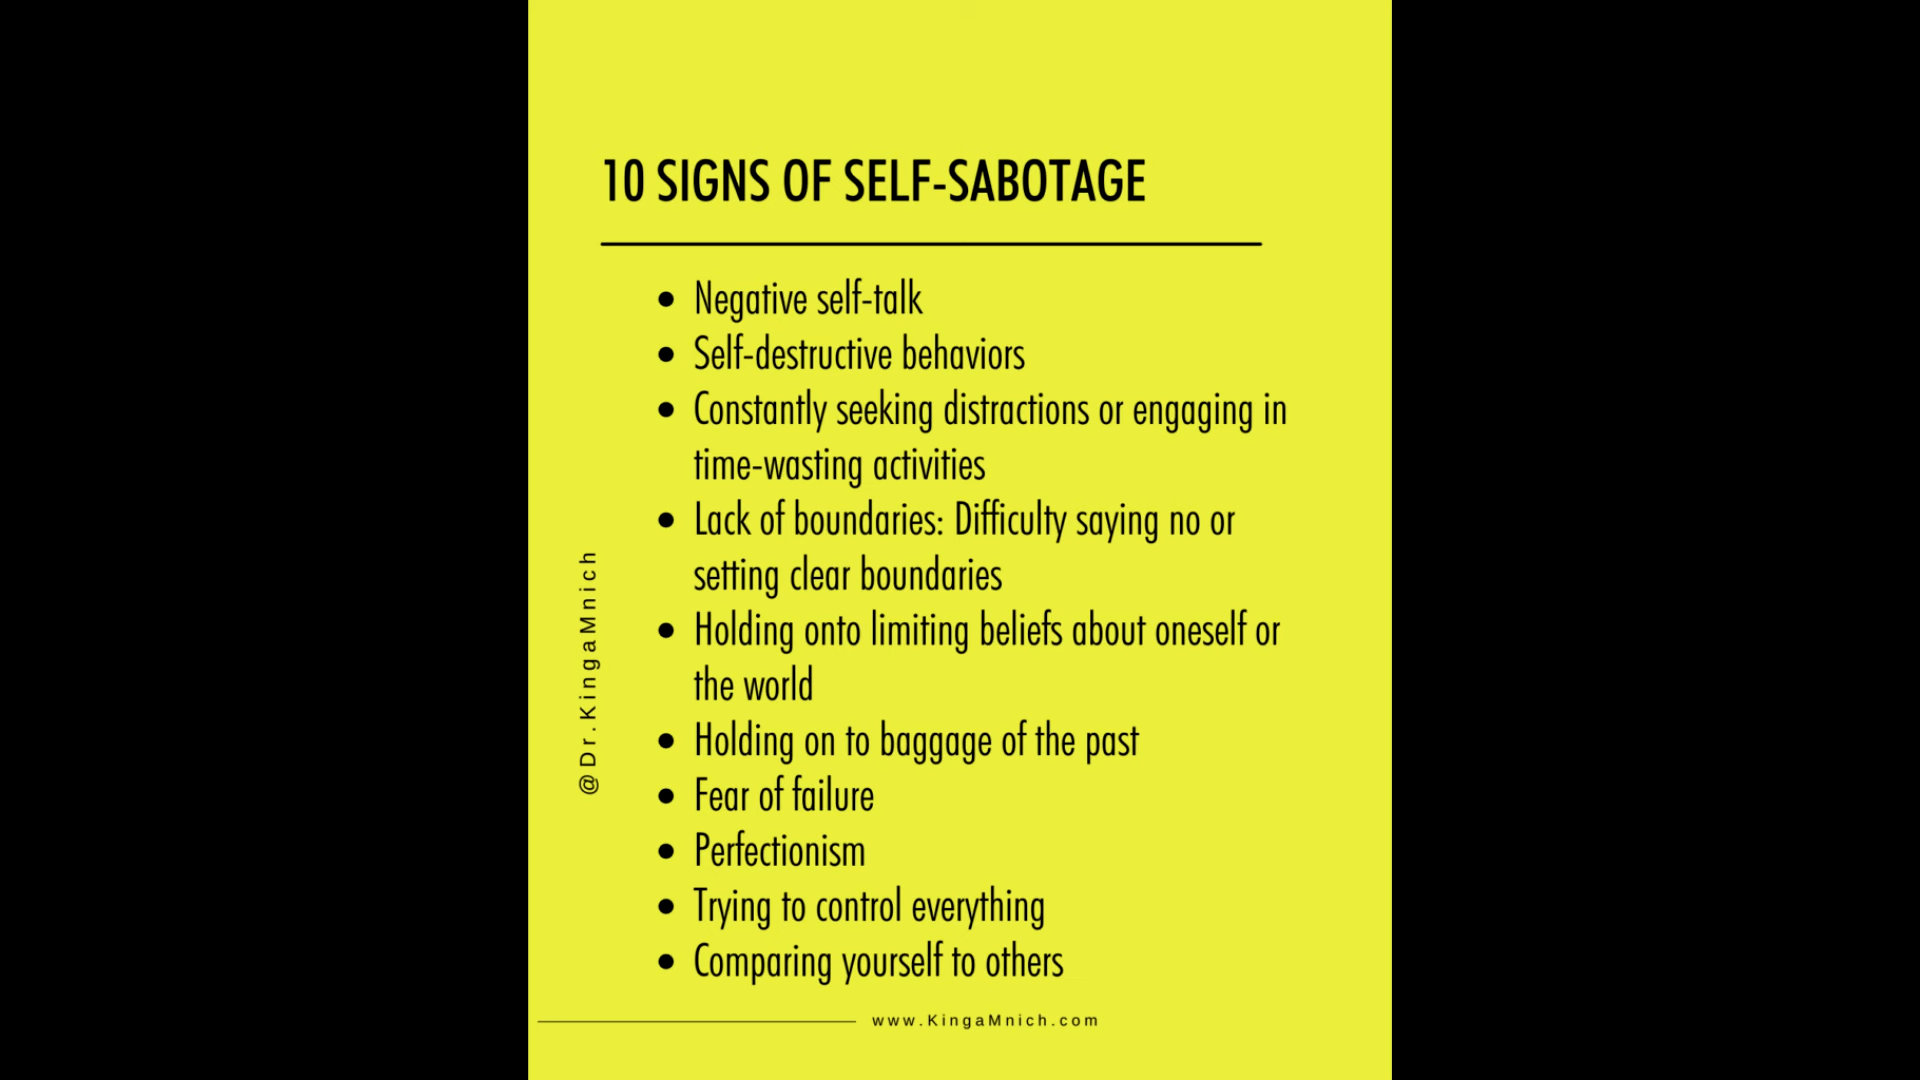 10 SIGNS OF SELF-SABOTAGE
• Negative self-talk
• Self-destructive behaviors
• Constantly seeking distractions or engaging in
time-wasting activities
• Lack of boundaries: Difficulty saying no or
setting clear boundaries
• Holding onto limiting beliefs about oneself or
the world
• Holding on to baggage of the past
• Fear of failure
• Perfectionism
• Trying to control everything
• Comparing yourself to others
@Dr.KingaMnich
www.KingaMnich.com